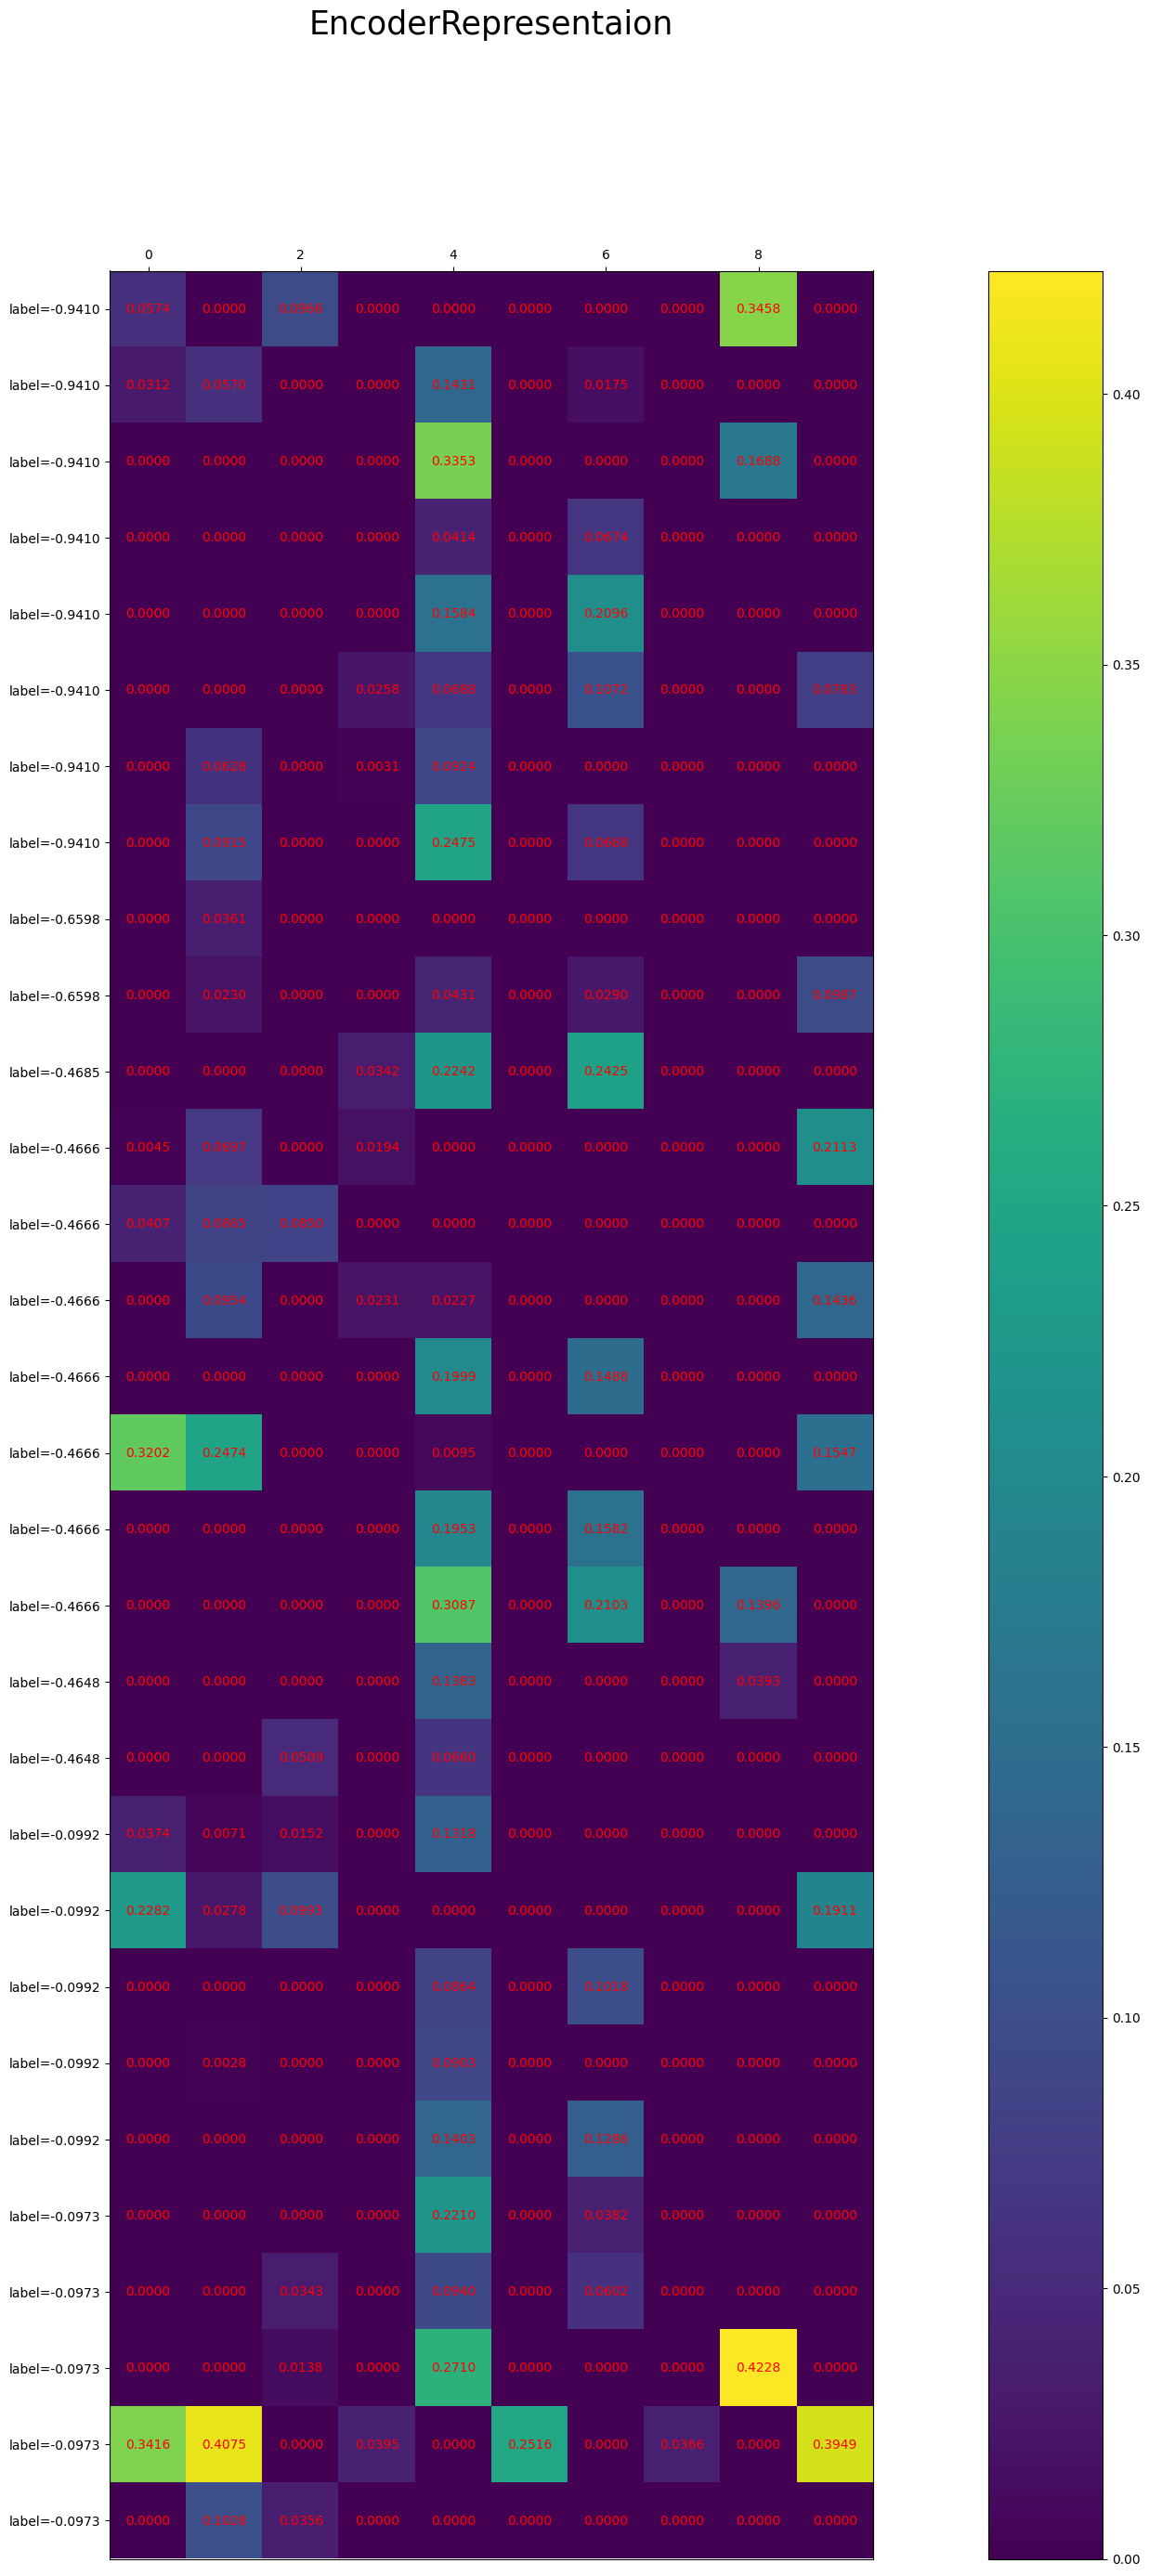 EncoderRepresentaion
0 2 4 6 8
label=-0.9410 0.0574 0.0000 0.0000 0.0000 0.0000 0.0000 0.0000 0.3458 0.0000
label=-0.9410 0.0312 0.0570 0.0000 0.0000 0.1431 0.0000 0.0175 0.0000 0.0000 0.0000
0.40
label=-0.9410 0.0000 0.0000 0.0000 0.0000 0.3353 0.0000 0.0000 0.0000 0.1688 0.0000
label=-0.9410 0.0000 0.0000 0.0000 0.0000 0.0414 0.0000 0.0674 0.0000 0.0000 0.0000
label=-0.9410 0.0000 0.0000 0.0000 0.0000 0.1584 0.0000 0.2096 0.0000 0.0000 0.0000
0.35
label=-0.9410 0.0000 0.0000 0.0000 0.0258 0.0688 0.0000 0.1072 0.0000 0.0000
label=-0.9410 0.0000 0.0628 0.0000 0.0031 0.0924 0.0000 0.0000 0.0000 0.0000 0.0000
label=-0.9410 0.0000 0.0915 0.0000 0.0000 0.2475 0.0000 0.0668 0.0000 0.0000 0.0000
label=-0.6598 0.0000 0.0361 0.0000 0.0000 0.0000 0.0000 0.0000 0.0000 0.0000 0.0000
0.30
label=-0.6598 0.0000 0.0230 0.0000 0.0000 0.0431 0.0000 0.0290 0.0000 0.0000 0.0987
label=-0.4685 0.0000 0.0000 0.0000 0.0342 0.2242 0.0000 0.2425 0.0000 0.0000 0.0000
label=-0.4666 0.0045 0.0697 0.0000 0.0194 0.0000 0.0000 0.0000 0.0000 0.0000 0.2113
0.25
label=-0.4666 0.0407 0.0850 0.0000 0.0000 0.0000 0.0000 0.0000 0.0000 0.0000
label=-0.4666 0.0000 0.0954 0.0000 0.0231 0.0227 0.0000 0.0000 0.0000 0.0000 0.1436
label=-0.4666 0.0000 0.0000 0.0000 0.0000 0.1999 0.0000 0.1488 0.0000 0.0000 0.0000
label=-0.4666 0.3202 0.2474 0.0000 0.0000 0.0095 0.0000 0.0000 0.0000 0.0000 0.1547
0.20
label=-0.4666 0.0000 0.0000 0.0000 0.0000 0.1953 0.0000 0.1582 0.0000 0.0000 0.0000
label=-0.4666 0.0000 0.0000 0.0000 0.0000 0.3087 0.0000 0.2103 0.0000 0.1396 0.0000
label=-0.4648 0.0000 0.0000 0.0000 0.0000 0.1383 0.0000 0.0000 0.0000 0.0393 0.0000
0.15
label=-0.4648 0.0000 0.0000 0.0509 0.0000 0.0660 0.0000 0.0000 0.0000 0.0000 0.0000
label=-0.0992 0.0374 0.0071 0.0152 0.0000 0.1318 0.0000 0.0000 0.0000 0.0000 0.0000
label=-0.0992 0.2282 0.0278 0.0000 0.0000 0.0000 0.0000 0.0000 0.0000 0.1911
label=-0.0992 0.0000 0.0000 0.0000 0.0000 0.0864 0.0000 0.0000 0.0000 0.0000
0.10
label=-0.0992 0.0000 0.0028 0.0000 0.0000 0.0000 0.0000 0.0000 0.0000 0.0000
label=-0.0992 0.0000 0.0000 0.0000 0.0000 0.1403 0.0000 0.1286 0.0000 0.0000 0.0000
label=-0.0973 0.0000 0.0000 0.0000 0.0000 0.2210 0.0000 0.0382 0.0000 0.0000 0.0000
0.05
label=-0.0973 0.0000 0.0000 0.0343 0.0000 0.0940 0.0000 0.0602 0.0000 0.0000 0.0000
label=-0.0973 0.0000 0.0000 0.0138 0.0000 0.2710 0.0000 0.0000 0.0000 0.4228 0.0000
label=-0.0973 0.3416 0.4075 0.0000 0.0395 0.0000 0.2516 0.0000 0.0366 0.0000 0.3949
label=-0.0973 0.0000 0.0356 0.0000 0.0000 0.0000 0.0000 0.0000 0.0000 0.0000
0.00